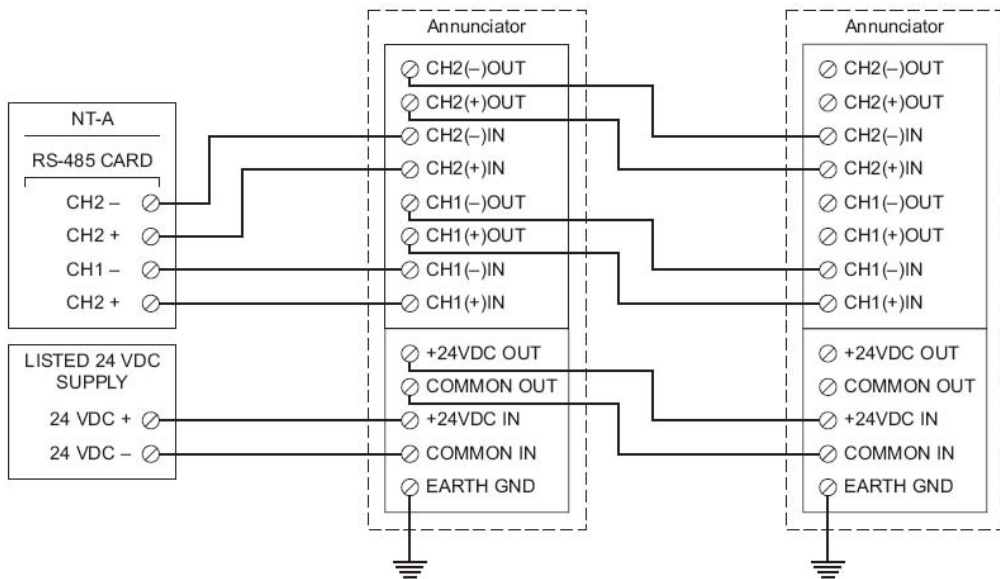 NT-A
RS-485 CARD
CH2 –
CH2 +
CH1 –
CH2 +
LISTED 24 VDC
SUPPLY
24 VDC +
24 VDC –
Annunciator
CH2(–)OUT
CH2(+)OUT
CH2(–)IN
CH2(+)IN
CH1(–)OUT
CH1(+)OUT
CH1(–)IN
CH1(+)IN
+24VDC OUT
COMMON OUT
+24VDC IN
COMMON IN
EARTH GND
Annunciator
CH2(–)OUT
CH2(+)OUT
CH2(–)IN
CH2(+)IN
CH1(–)OUT
CH1(+)OUT
CH1(–)IN
CH1(+)IN
+24VDC OUT
COMMON OUT
+24VDC IN
COMMON IN
EARTH GND